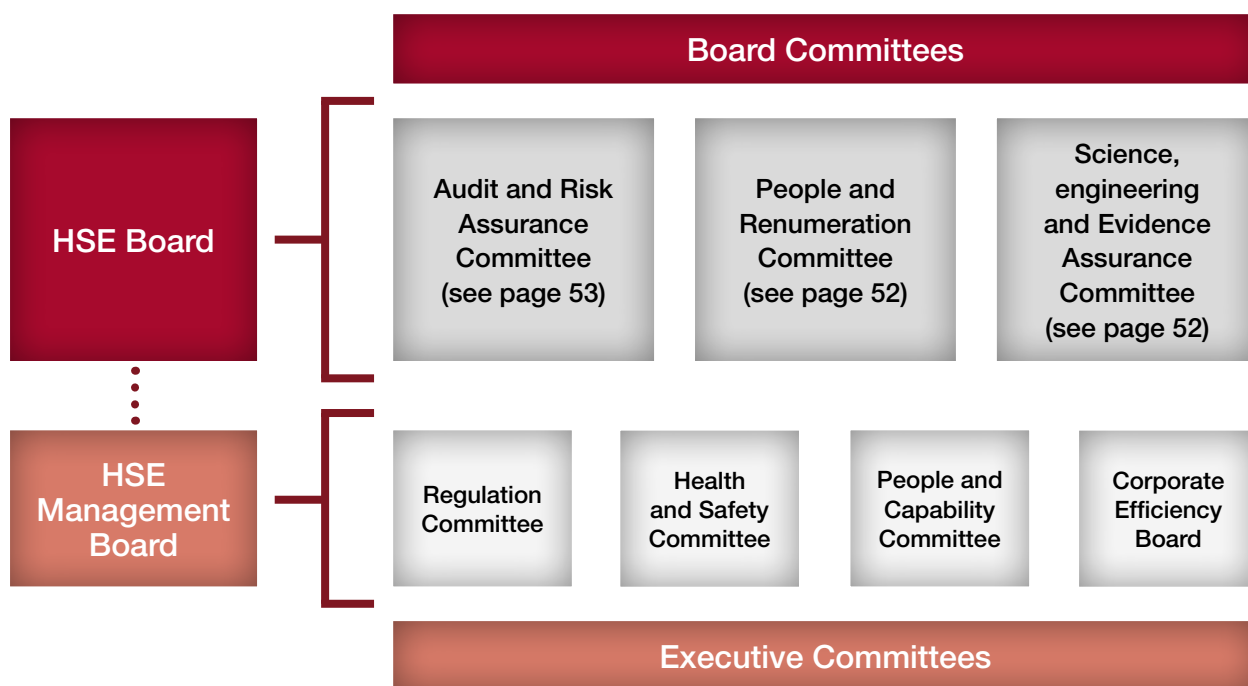 Board Committees
HSE Board
Audit and Risk
Assurance
Committee
(see page 53)
People and
Renumeration
Committee
(see page 52)
Science,
engineering
and Evidence
Assurance
Committee
(see page 52)
HSE
Management
Board
Regulation
Committee
Health
and Safety
Committee
People and
Capability
Committee
Corporate
Efficiency
Board
Executive Committees